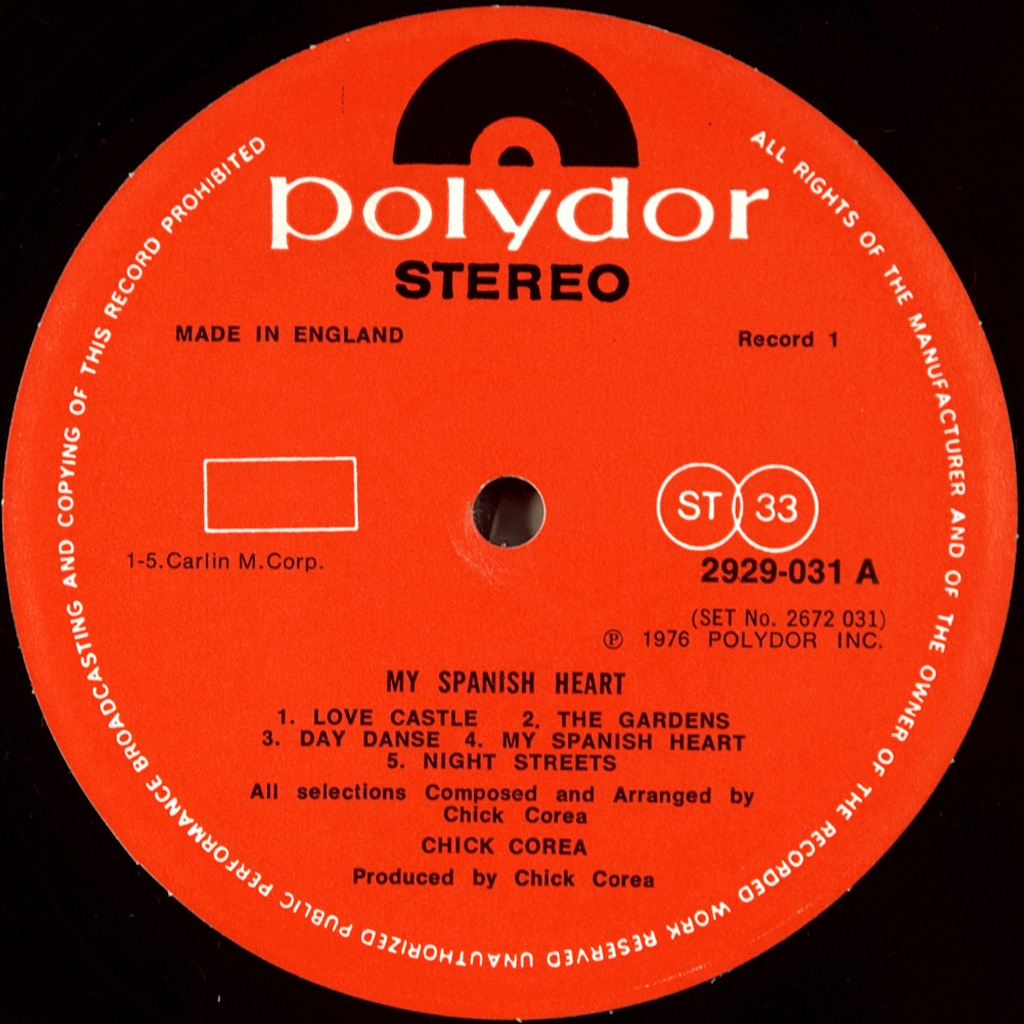 polydor
STEREO
MADE IN ENGLAND
Record 1
ST 33
1-5.Carlin M.Corp.
2929-031 A
(SET No. 2672 031)
℗ 1976 POLYDOR INC.
MY SPANISH HEART
1. LOVE CASTLE 2. THE GARDENS
3. DAY DANSE 4. MY SPANISH HEART
5. NIGHT STREETS
All selections Composed and Arranged by
Chick Corea
CHICK COREA
Produced by Chick Corea
ALL RIGHTS OF THE MANUFACTURER AND OF THE OWNER OF THE RECORDED WORK RESERVED UNAUTHORIZED PUBLIC PERFORMANCE BROADCASTING AND COPYING OF THIS RECORD PROHIBITED